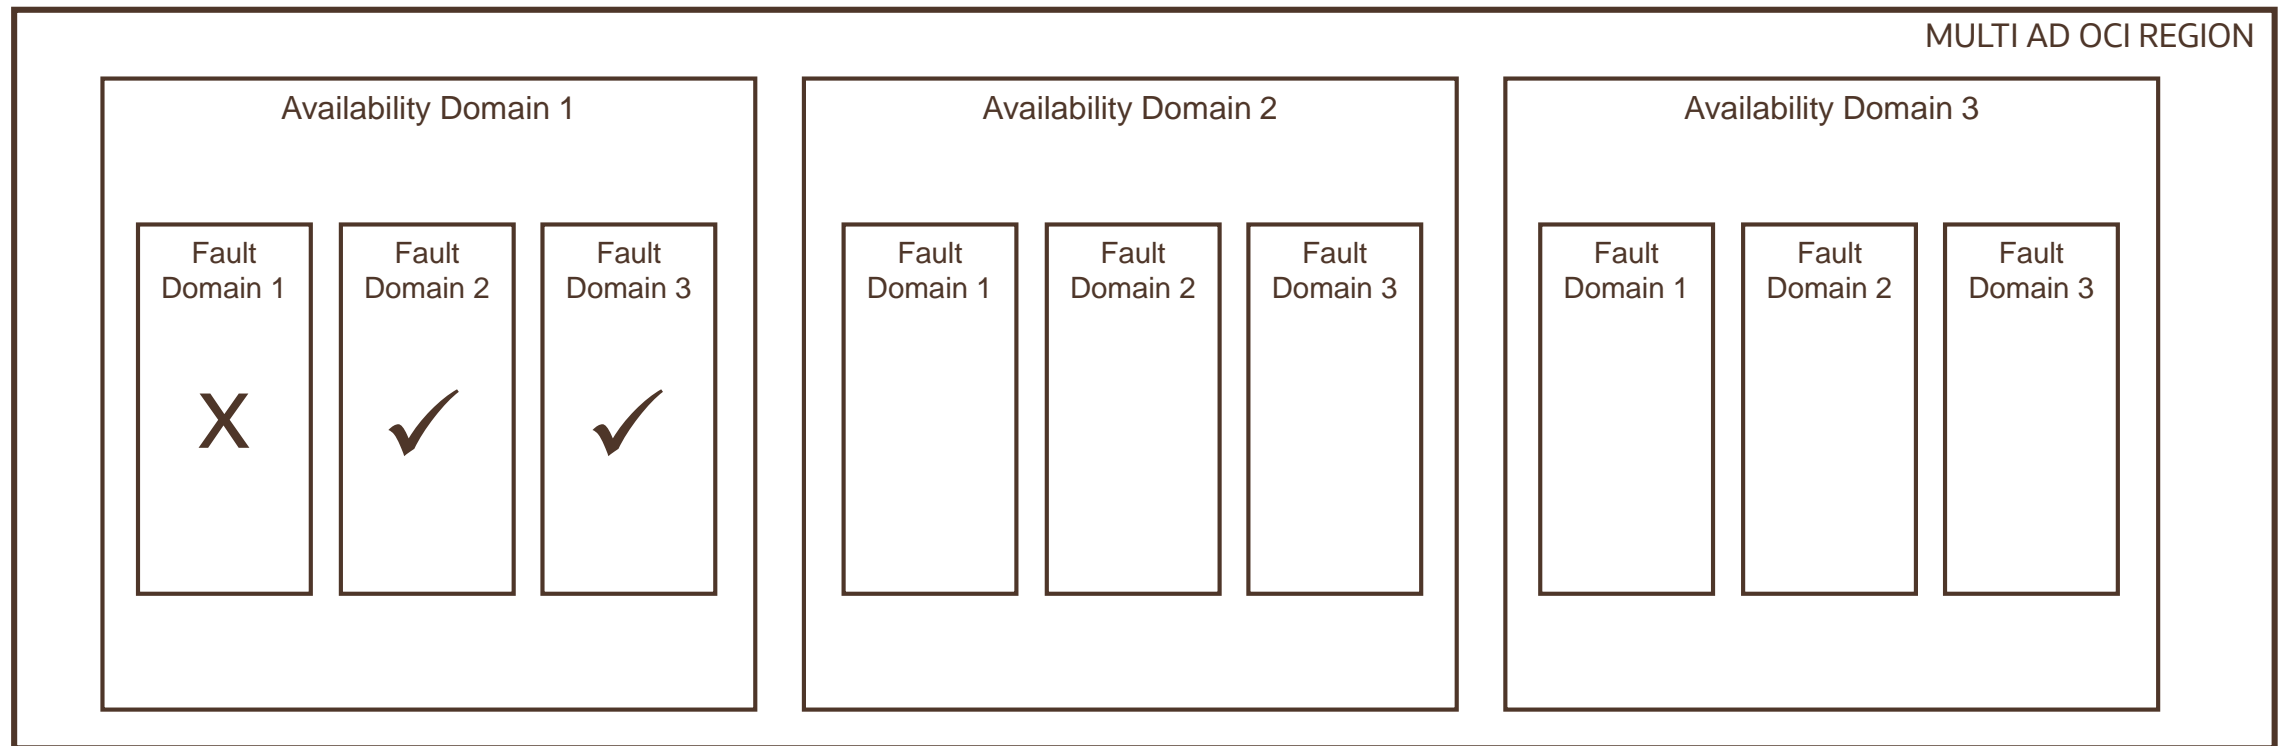 MULTI AD OCI REGION
Availability Domain 1
Fault
Domain 1
X
Fault
Domain 2
✓
Fault
Domain 3
✓
Availability Domain 2
Fault
Domain 1
Fault
Domain 2
Fault
Domain 3
Availability Domain 3
Fault
Domain 1
Fault
Domain 2
Fault
Domain 3